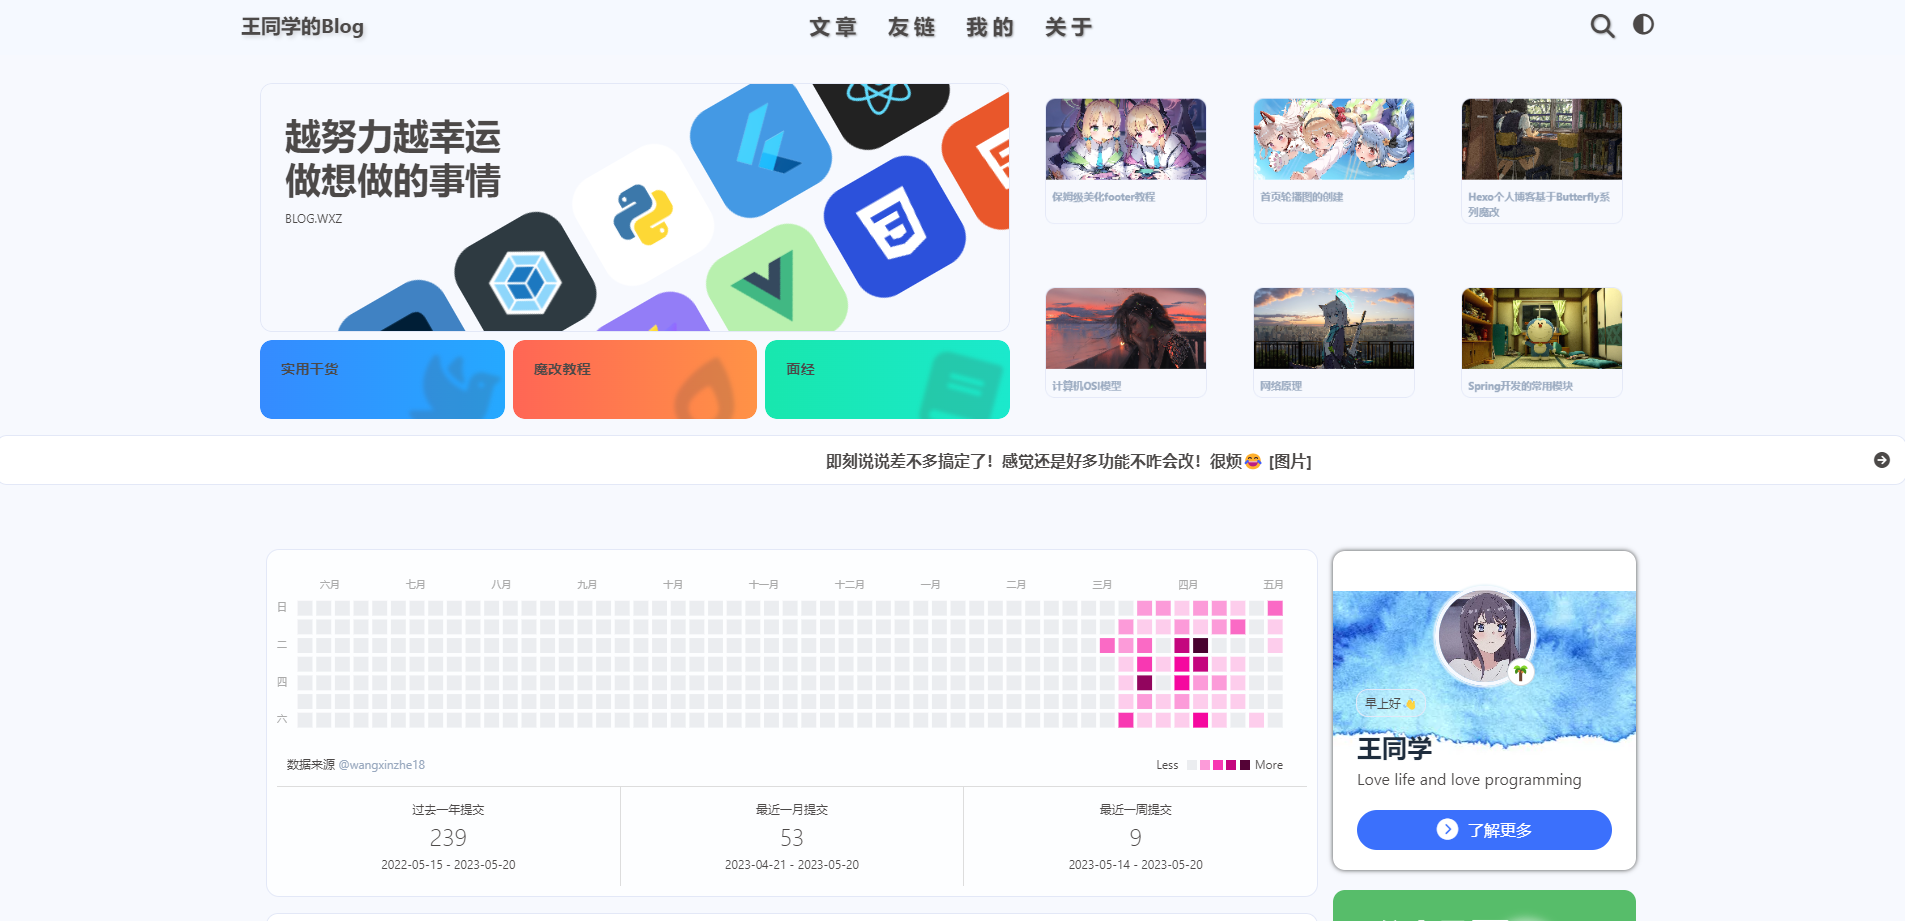 王同学的Blog
文章 友链 我的 关于
越努力越幸运
做想做的事情
BLOG.WXZ
保姆级美化footer教程
首页轮播图的创建
Hexo个人博客基于Butterfly系
列魔改
计算机OSI模型
网络原理
Spring开发的常用模块
实用干货
魔改教程
面经
即刻说说差不多搞定了！感觉还是好多功能不咋会改！很烦😂 [图片]
六月 七月 八月 九月 十月 十一月 十二月 一月 二月 三月 四月 五月
日
二
四
六
数据来源 @wangxinzhe18
Less More
过去一年提交
239
2022-05-15 - 2023-05-20
最近一月提交
53
2023-04-21 - 2023-05-20
最近一周提交
9
2023-05-14 - 2023-05-20
早上好👋
王同学
Love life and love programming
了解更多